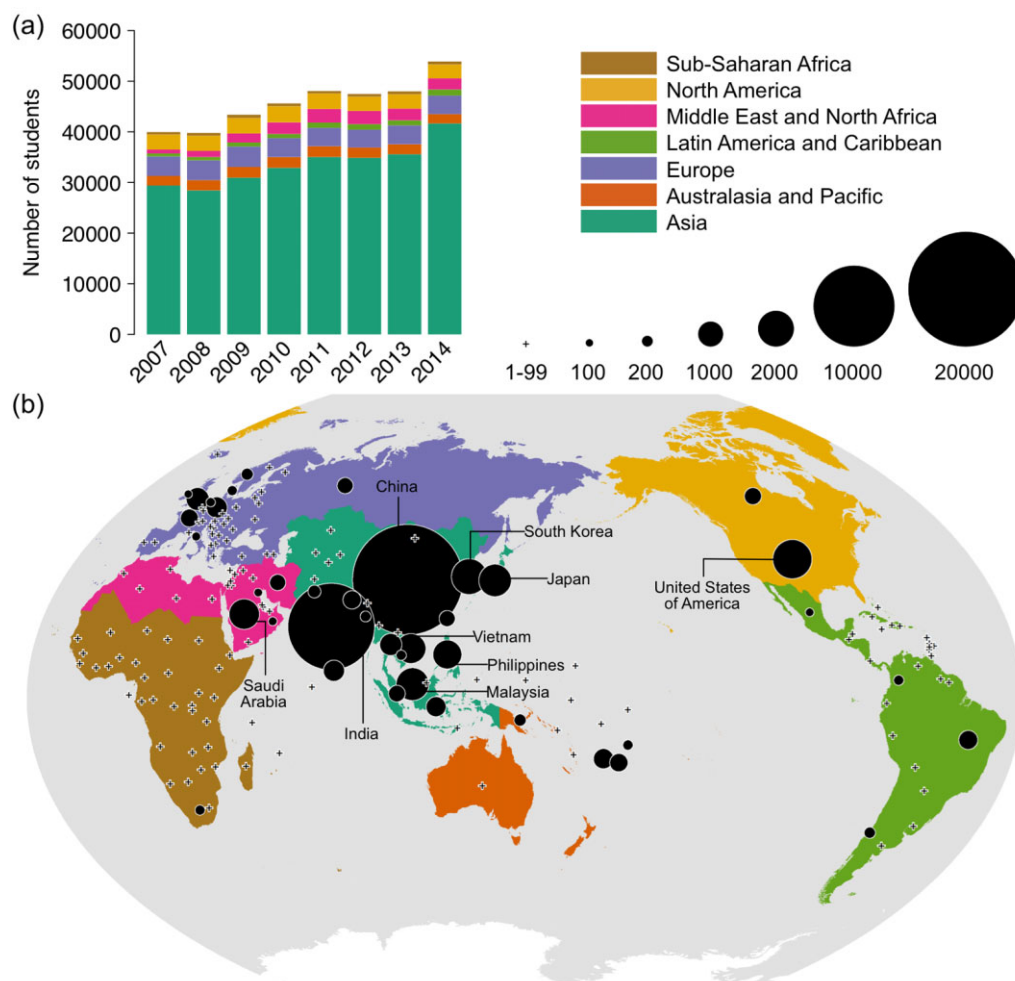 (a)
60000
50000
40000
30000
20000
10000
0
Number of students
2007
2008
2009
2010
2011
2012
2013
2014
Sub-Saharan Africa
North America
Middle East and North Africa
Latin America and Caribbean
Europe
Australasia and Pacific
Asia
1-99
100
200
1000
2000
10000
20000
(b)
China
South Korea
Japan
United States
of America
Vietnam
Philippines
Malaysia
Saudi
Arabia
India